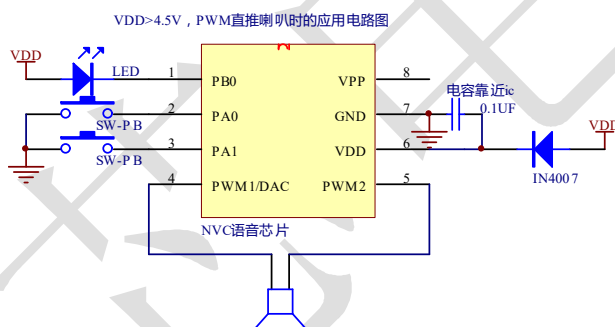 VDD>4.5V，PWM直推喇叭时的应用电路图
VDD
LED
1
PB0
VPP
8
SW-PB
2
PA0
GND
7
电容靠近ic
0.1UF
SW-PB
3
PA1
VDD
6
VDD
IN4007
4
PWM1/DAC
PWM2
5
NVC语音芯片